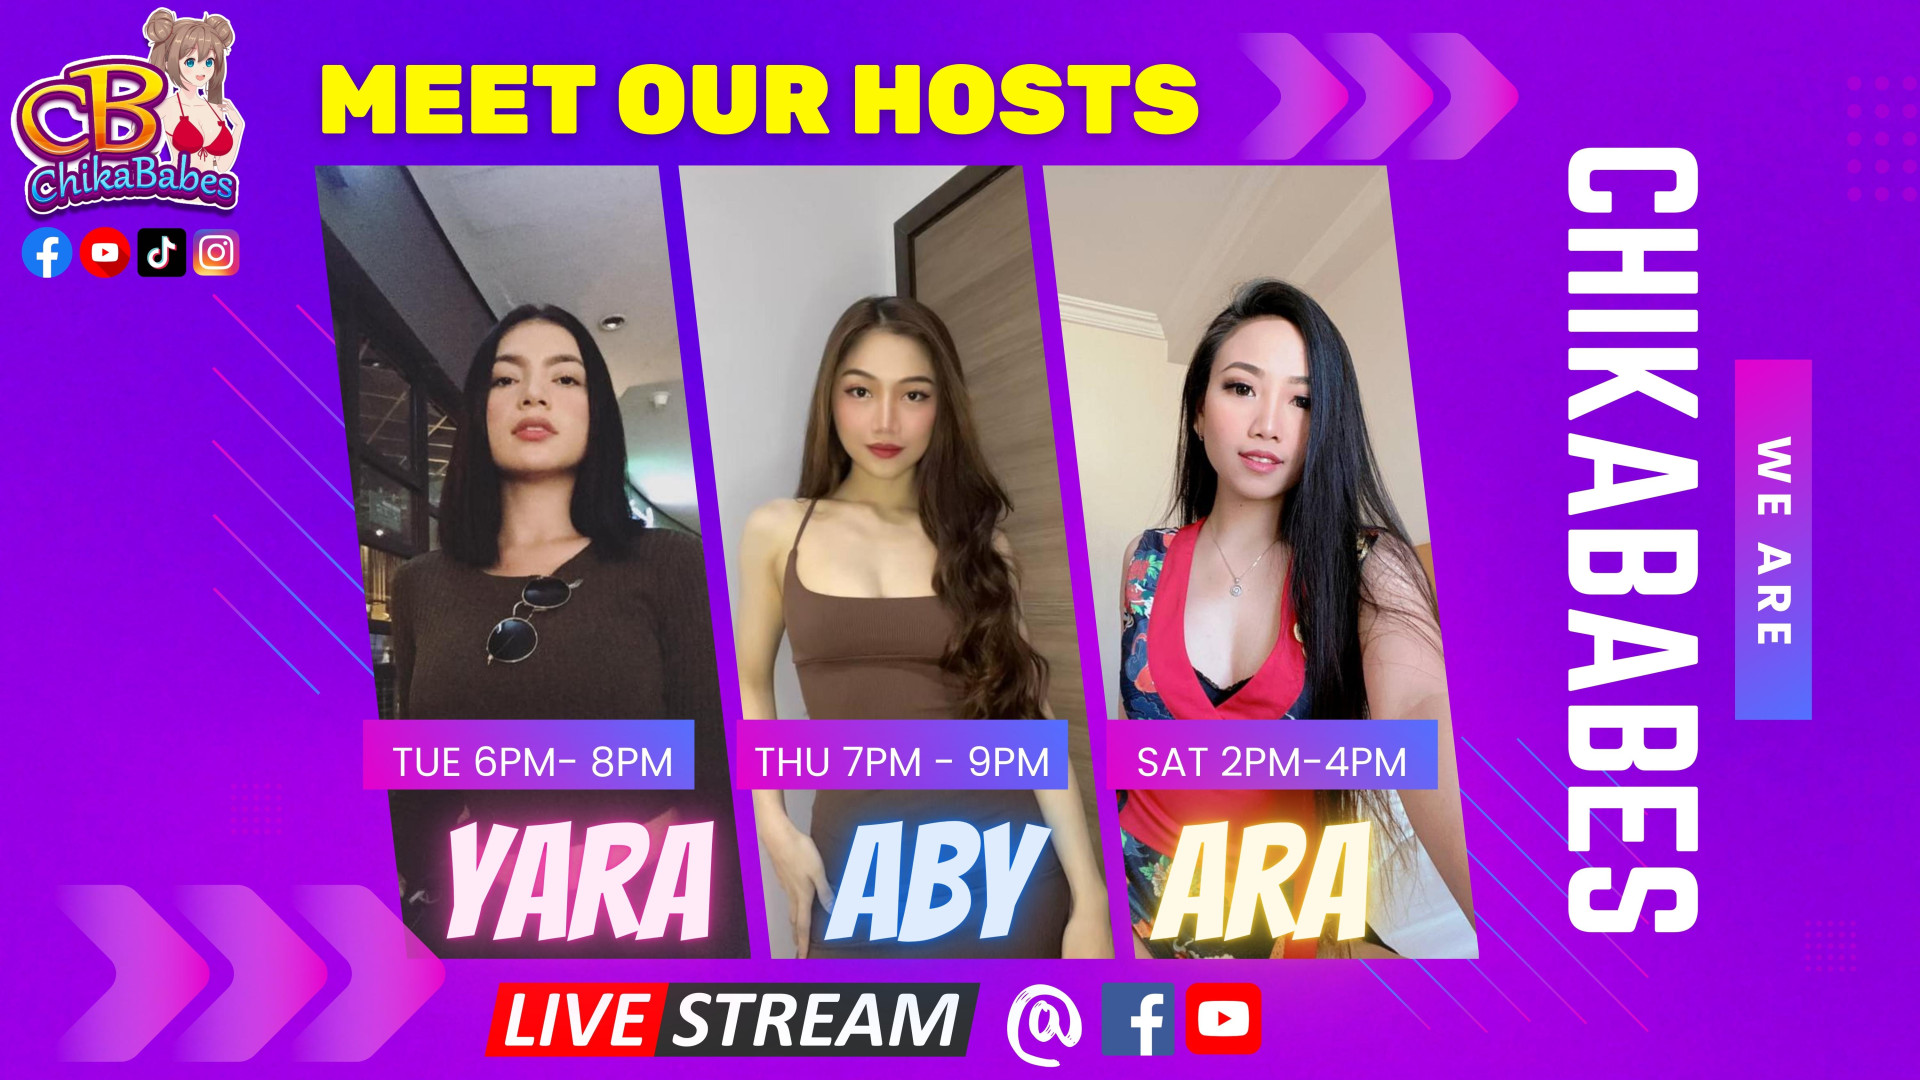 CB
ChikaBabes
MEET OUR HOSTS
TUE 6PM- 8PM
YARA
THU 7PM - 9PM
ABY
SAT 2PM-4PM
ARA
WE ARE
CHIKABABES
LIVE STREAM @